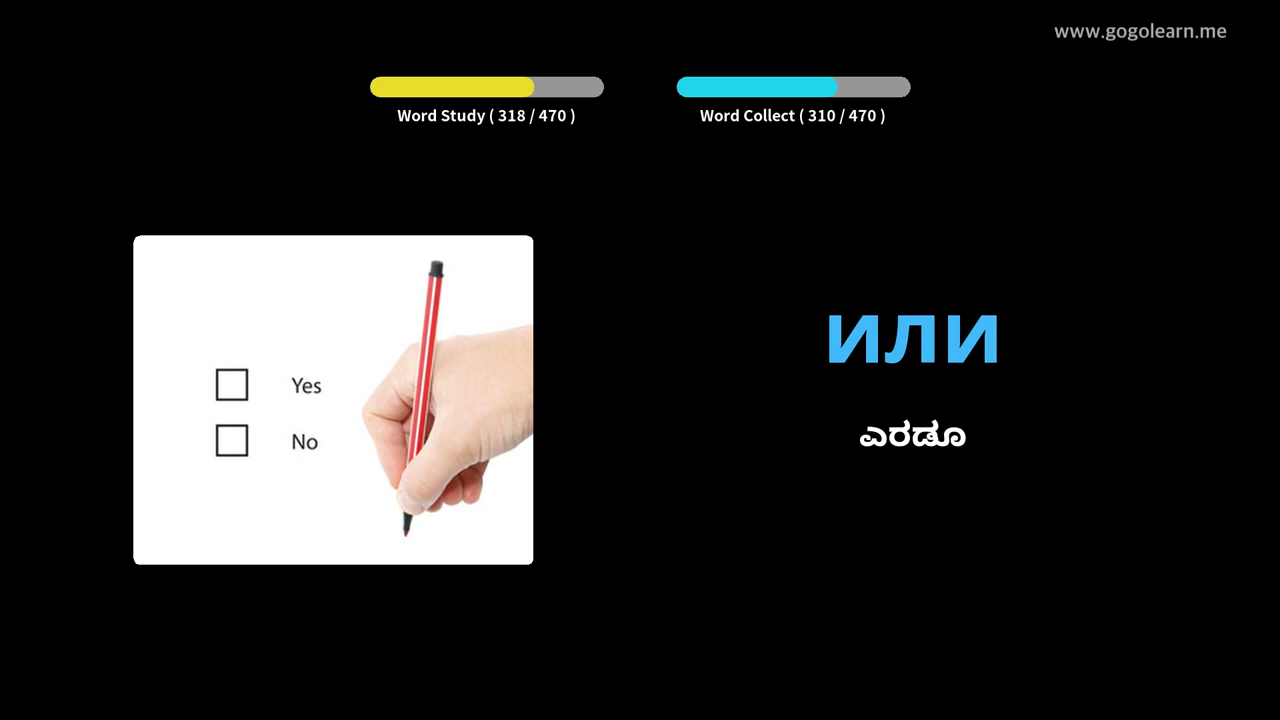 www.gogolearn.me
Word Study ( 318 / 470 )
Word Collect ( 310 / 470 )
Yes
No
или
ಎರಡೂ